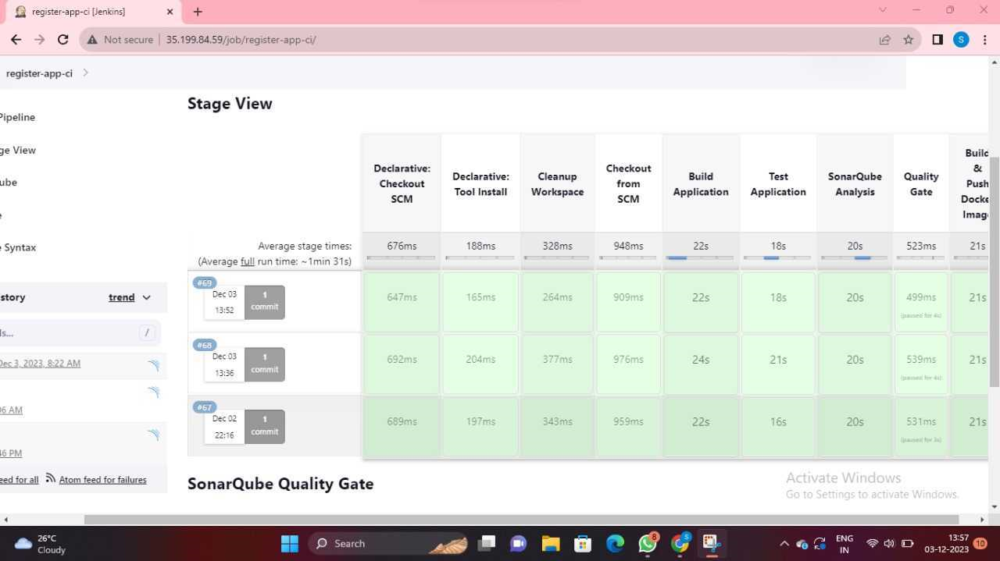 register-app-ci [Jenkins]
Not secure
35.199.84.59/job/register-app-ci/
register-app-ci
Pipeline
ge View
ube
e
Syntax
story
trend
ls...
/
Dec 3, 2023, 8:22 AM
06 AM
46 PM
eed for all
Atom feed for failures
Stage View
Declarative:
Checkout
SCM
Declarative:
Tool Install
Cleanup
Workspace
Checkout
from
SCM
Build
Application
Test
Application
SonarQube
Analysis
Quality
Gate
Build
&
Push
Docke
Imag
Average stage times:
(Average full run time: ~1min 31s)
676ms
188ms
328ms
948ms
22s
18s
20s
523ms
21s
#69
Dec 03
13:52
1
commit
647ms
165ms
264ms
909ms
22s
18s
20s
499ms
(paused for 4s)
21s
#68
Dec 03
13:36
1
commit
692ms
204ms
377ms
976ms
24s
21s
20s
539ms
(paused for 4s)
21s
#67
Dec 02
22:16
1
commit
689ms
197ms
343ms
959ms
22s
16s
20s
531ms
(paused for 3s)
21s
SonarQube Quality Gate
Activate Windows
Go to Settings to activate Windows.
26°C
Cloudy
Search
8
S
ENG
IN
13:57
03-12-2023
10